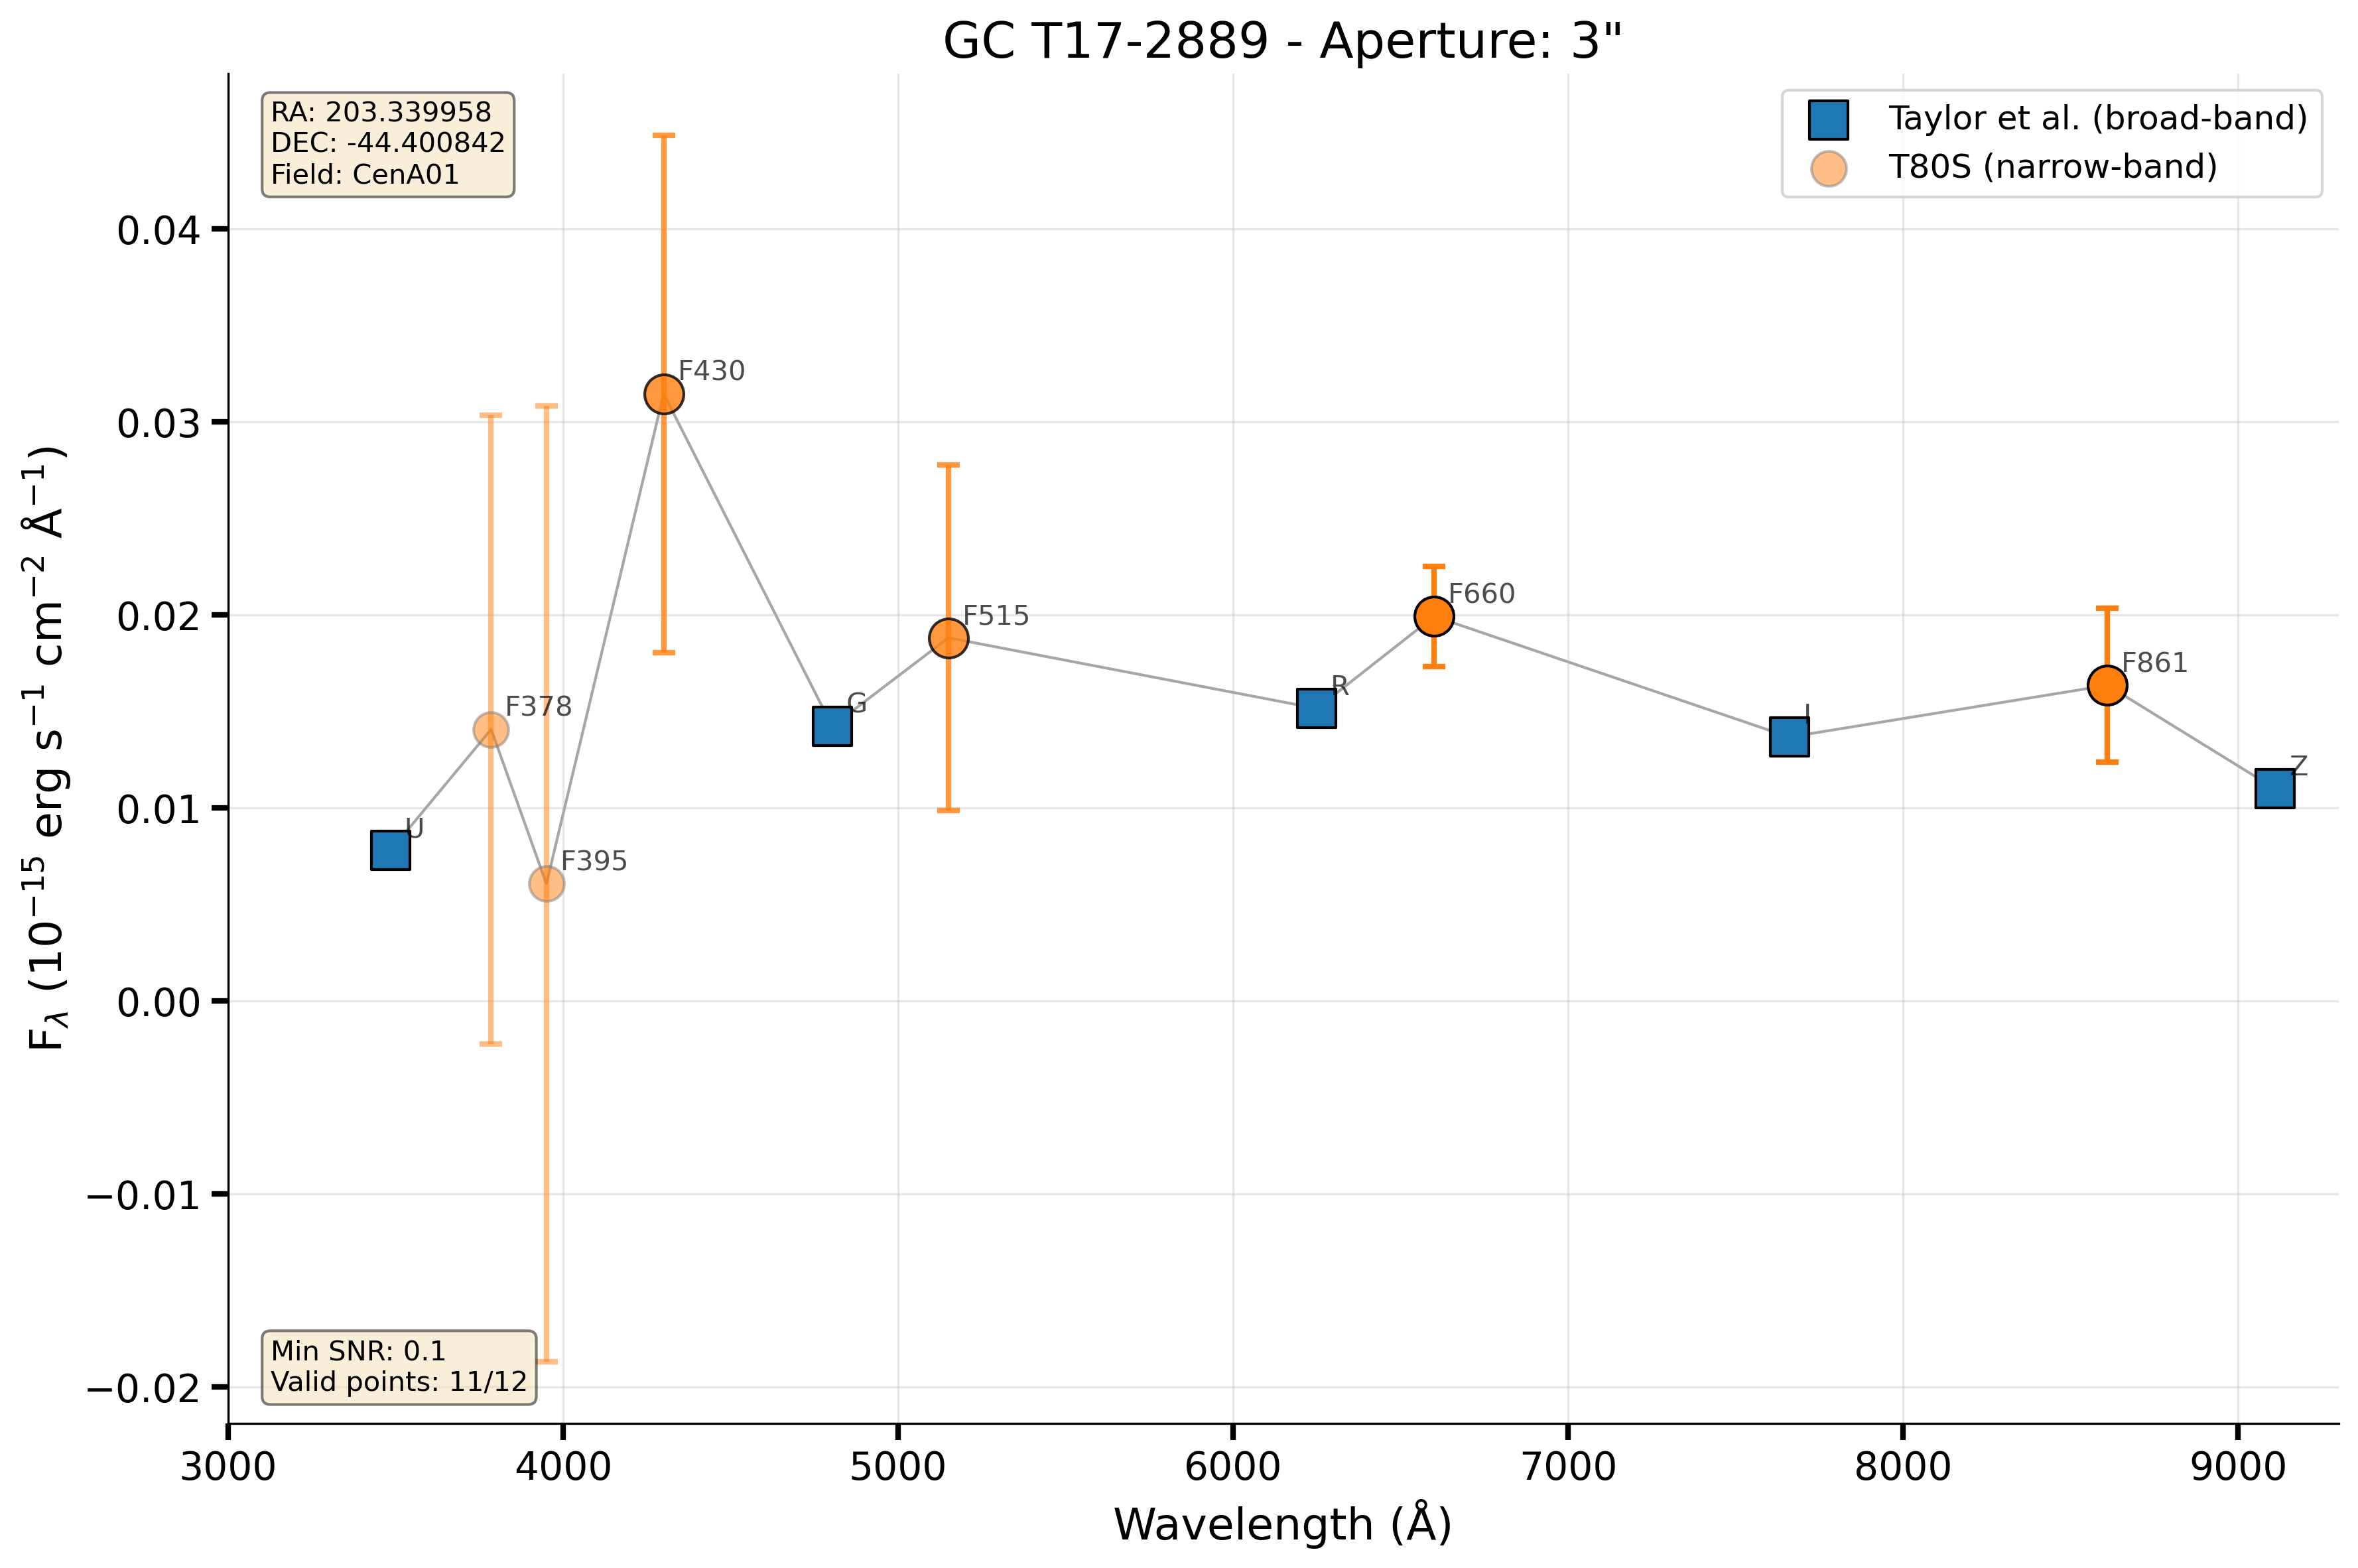 GC T17-2889 - Aperture: 3"
RA: 203.339958
DEC: -44.400842
Field: CenA01
Taylor et al. (broad-band)
T80S (narrow-band)
F430
F515
F660
F861
F378
F395
U
G
R
I
Z
0.04
0.03
0.02
0.01
0.00
−0.01
−0.02
F_λ (10⁻¹⁵ erg s⁻¹ cm⁻² Å⁻¹)
Min SNR: 0.1
Valid points: 11/12
3000 4000 5000 6000 7000 8000 9000
Wavelength (Å)